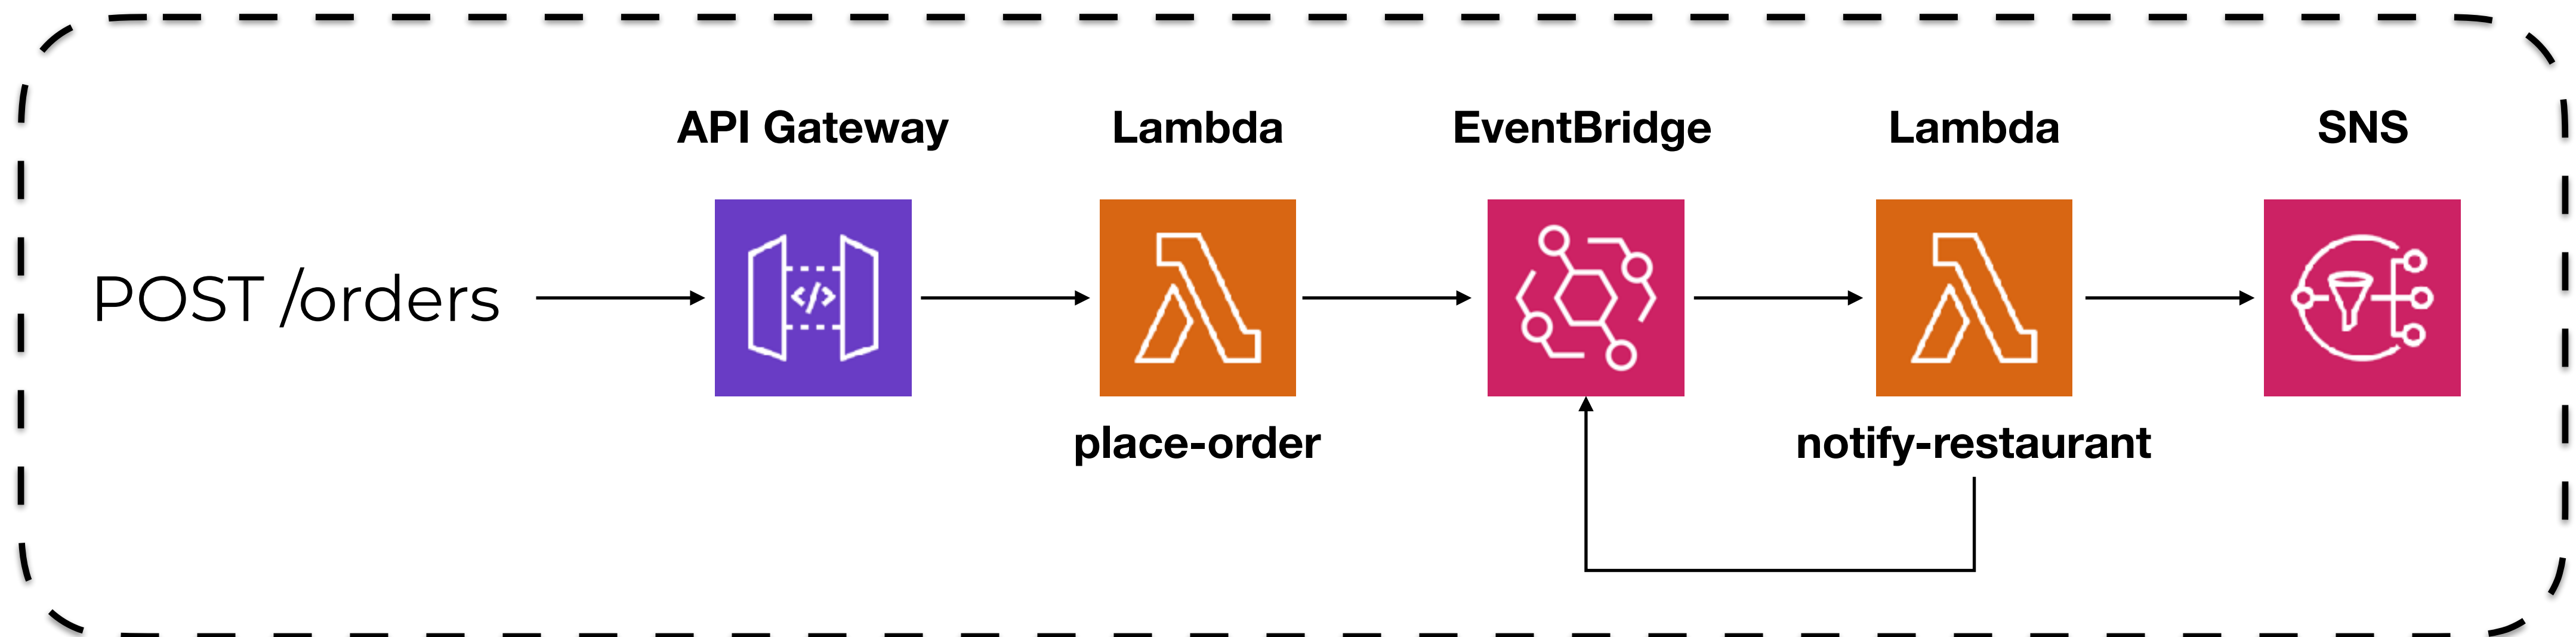 API Gateway
Lambda
EventBridge
Lambda
SNS
POST /orders
</>
place-order
notify-restaurant